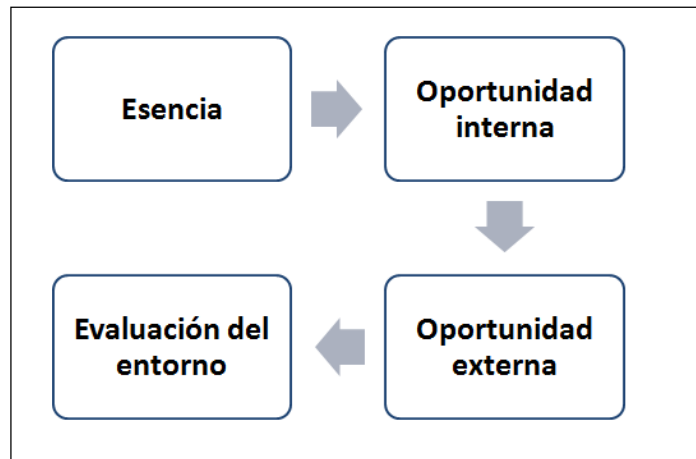 Esencia
Oportunidad
interna
Oportunidad
externa
Evaluación del
entorno